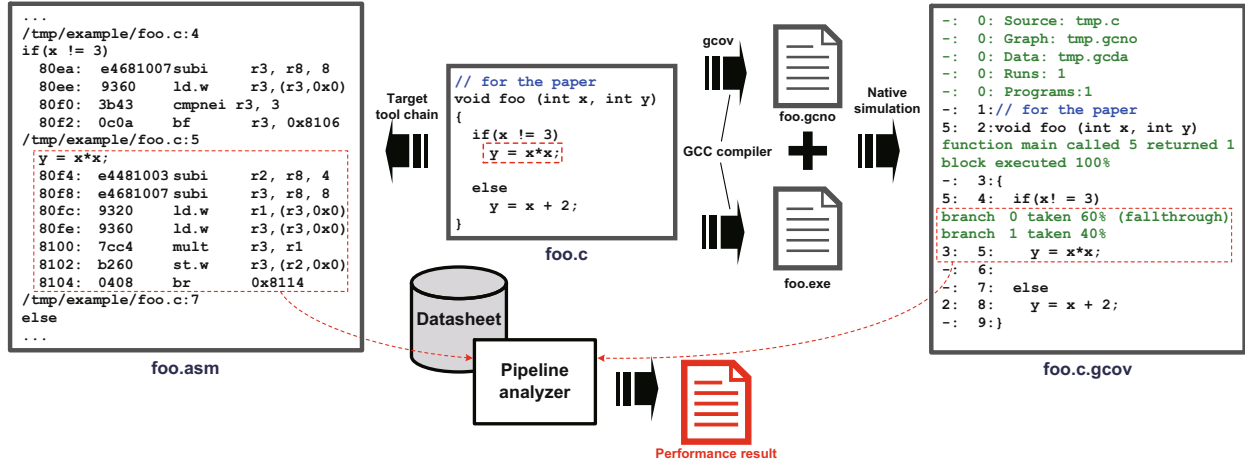 ...
/tmp/example/foo.c:4
if(x != 3)
80ea: e4681007 subi r3, r8, 8
80ee: 9360 ld.w r3,(r3,0x0)
80f0: 3b43 cmpnei r3, 3
80f2: 0c0a bf r3, 0x8106
/tmp/example/foo.c:5
y = x*x;
80f4: e4481003 subi r2, r8, 4
80f8: e4681007 subi r3, r8, 8
80fc: 9320 ld.w r1,(r3,0x0)
80fe: 9360 ld.w r3,(r3,0x0)
8100: 7cc4 mult r3, r1
8102: b260 st.w r3,(r2,0x0)
8104: 0408 br 0x8114
/tmp/example/foo.c:7
else
...
foo.asm
Target
tool chain
// for the paper
void foo (int x, int y)
{
if(x != 3)
y = x*x;
else
y = x + 2;
}
foo.c
gcov
GCC compiler
foo.gcno
foo.exe
Native
simulation
-: 0: Source: tmp.c
-: 0: Graph: tmp.gcno
-: 0: Data: tmp.gcda
-: 0: Runs: 1
-: 0: Programs:1
-: 1:// for the paper
5: 2:void foo (int x, int y)
function main called 5 returned 1
block executed 100%
-: 3:{
5: 4: if(x! = 3)
branch 0 taken 60% (fallthrough)
branch 1 taken 40%
3: 5: y = x*x;
-: 6:
-: 7: else
2: 8: y = x + 2;
-: 9:}
foo.c.gcov
Datasheet
Pipeline
analyzer
Performance result